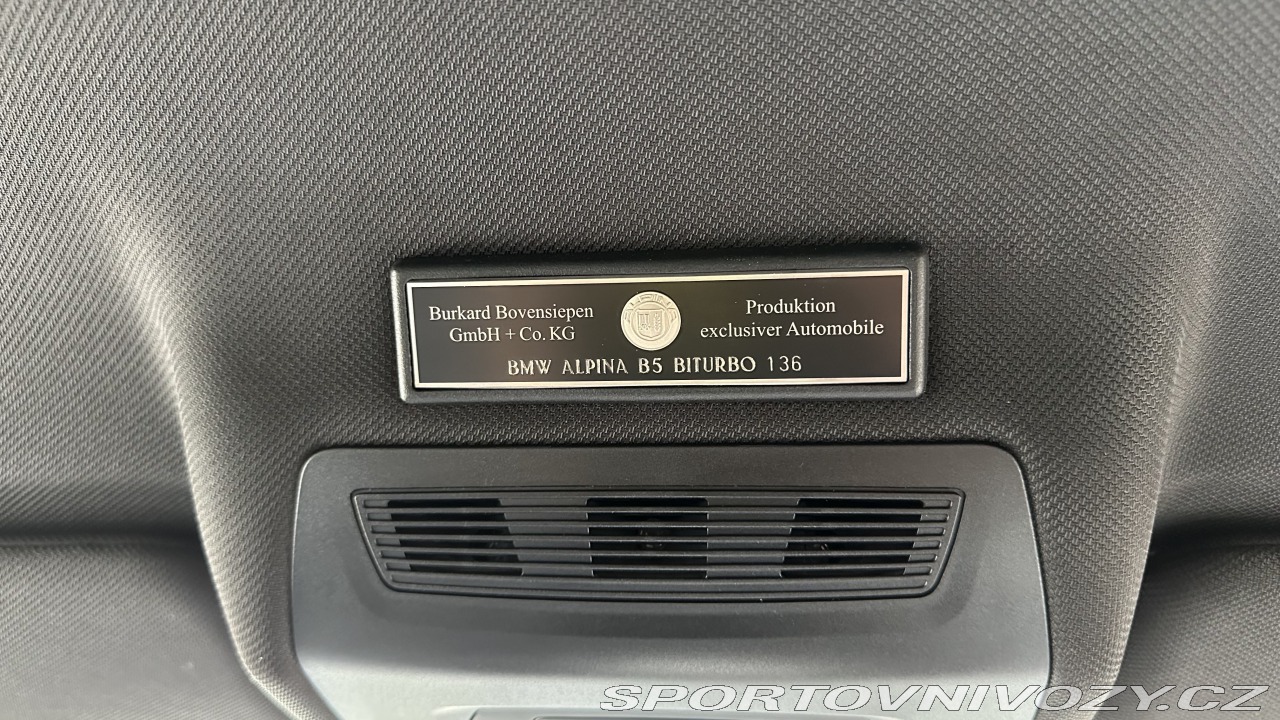 Burkard Bovensiepen
GmbH + Co. KG
Produktion
exclusiver Automobile
BMW ALPINA B5 BITURBO 136
SPORTOVNIVOZY.CZ